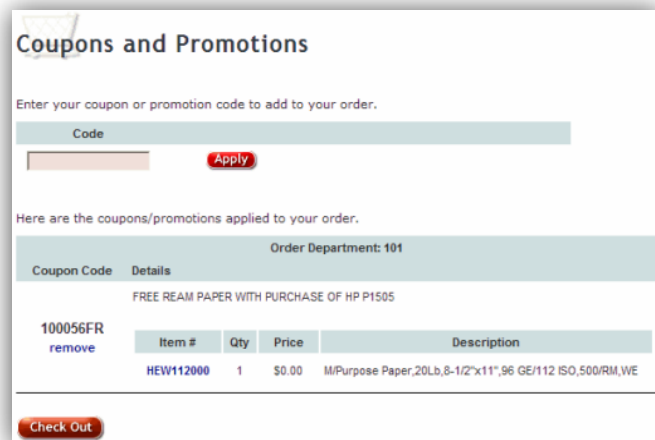 Coupons and Promotions
Enter your coupon or promotion code to add to your order.
Code
Apply
Here are the coupons/promotions applied to your order.
Order Department: 101
Coupon Code Details
FREE REAM PAPER WITH PURCHASE OF HP P1505
100056FR
remove
Item # Qty Price Description
HEW112000 1 $0.00 M/Purpose Paper,20Lb,8-1/2"x11",96 GE/112 ISO,500/RM,WE
Check Out